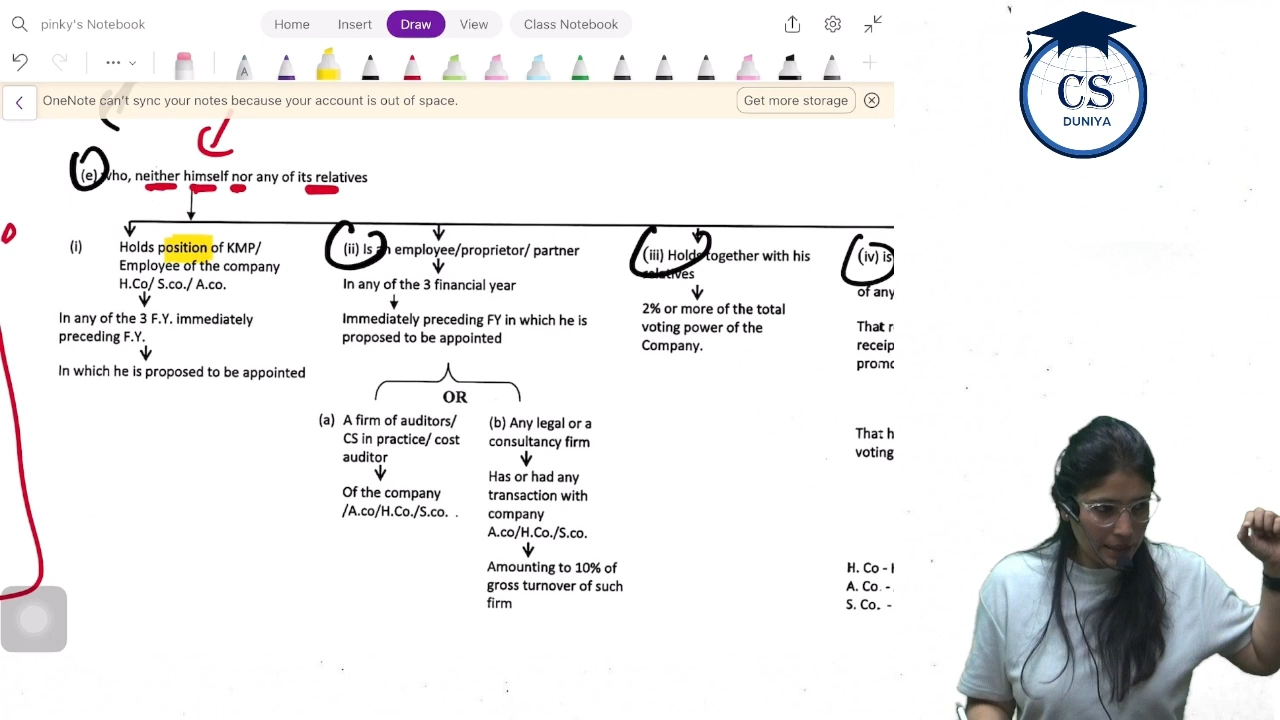 pinky's Notebook
Home
Insert
Draw
View
Class Notebook
A
OneNote can't sync your notes because your account is out of space.
Get more storage
CS
DUNIYA
(e) who, neither himself nor any of its relatives
(i)
Holds position of KMP/
Employee of the company
H.Co/ S.co./ A.co.
In any of the 3 F.Y. immediately
preceding F.Y.
In which he is proposed to be appointed
(ii) Is an employee/proprietor/ partner
In any of the 3 financial year
Immediately preceding FY in which he is
proposed to be appointed
OR
(a) A firm of auditors/
CS in practice/ cost
auditor
Of the company
/A.co/H.Co./S.co. .
(b) Any legal or a
consultancy firm
Has or had any
transaction with
company
A.co/H.Co./S.co.
Amounting to 10% of
gross turnover of such
firm
(iii) Holds together with his
relatives
2% or more of the total
voting power of the
Company.
(iv) is
of any
That r
receip
promo
That h
voting
H. Co -
A. Co. -
S. Co. -